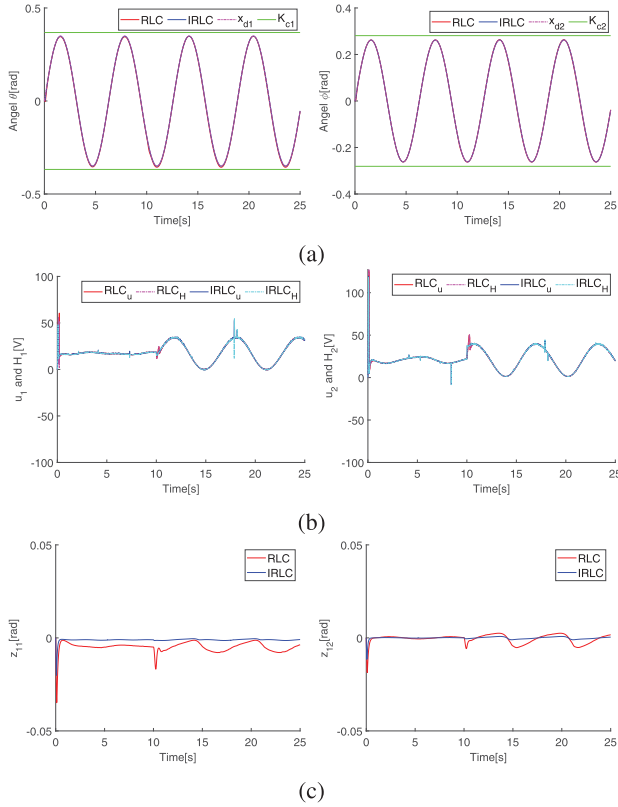 RLC IRLC x_d1 K_c1
0.5
0
-0.5
Angel θ[rad]
0 5 10 15 20 25
Time[s]
RLC IRLC x_d2 K_c2
0.4
0.2
0
-0.2
-0.4
Angel ϕ[rad]
0 5 10 15 20 25
Time[s]
(a)
RLC_u RLC_H IRLC_u IRLC_H
100
50
0
-50
-100
u_1 and H_1[V]
0 5 10 15 20 25
Time[s]
RLC_u RLC_H IRLC_u IRLC_H
100
50
0
-50
-100
u_2 and H_2[V]
0 5 10 15 20 25
Time[s]
(b)
RLC
IRLC
0.05
0
-0.05
z_11[rad]
0 5 10 15 20 25
Time[s]
RLC
IRLC
0.05
0
-0.05
z_12[rad]
0 5 10 15 20 25
Time[s]
(c)